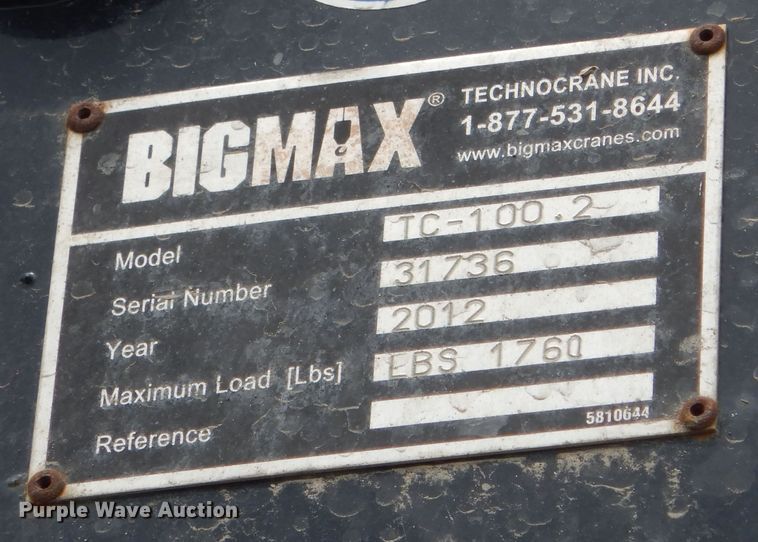 BIGMAX®
TECHNOCRANE INC.
1-877-531-8644
www.bigmaxcranes.com
Model TC-100.2
Serial Number 31736
Year 2012
Maximum Load [Lbs] LBS 1760
Reference
5810644
Purple Wave Auction